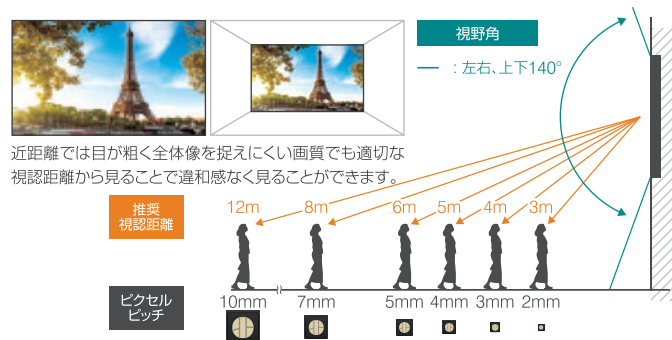 視野角
：左右、上下140°
近距離では目が粗く全体像を捉えにくい画質でも適切な
視認距離から見ることで違和感なく見ることができます。
推奨
視認距離
12m 8m 6m 5m 4m 3m
ピクセル
ピッチ
10mm 7mm 5mm 4mm 3mm 2mm